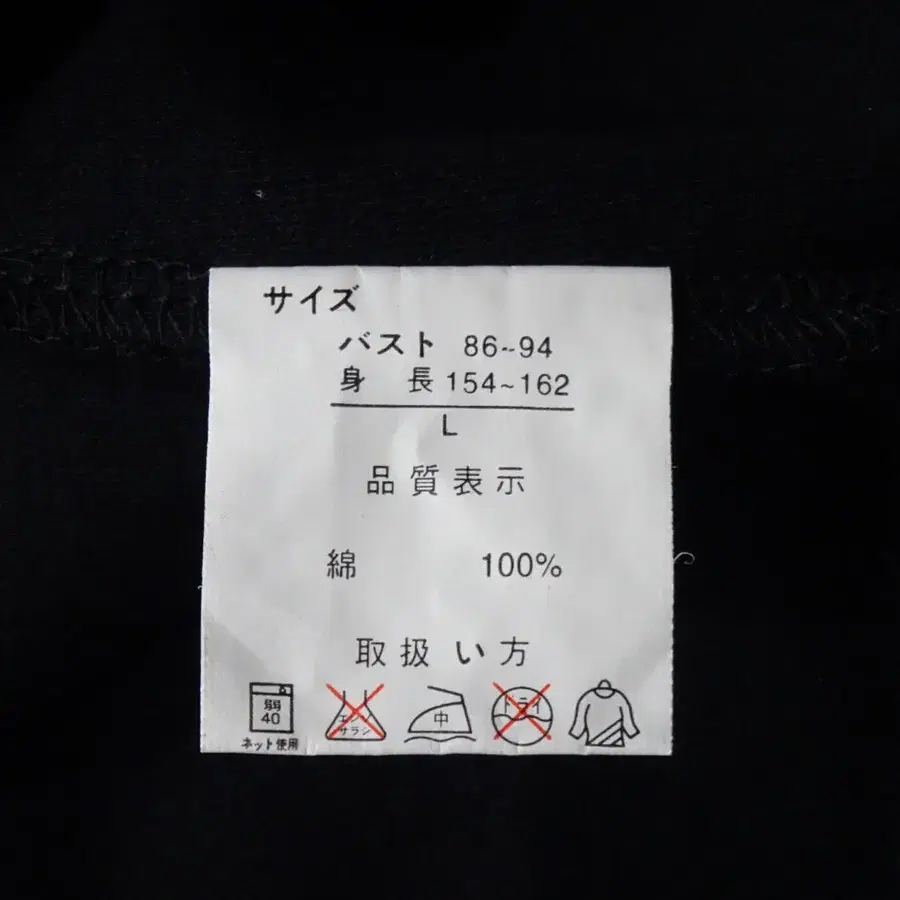 サイズ
バスト 86~94
身 長 154~162
L
品質表示
綿 100%
取扱い方
弱
40
ネット使用
エンソ
サラシ
中
ドライ